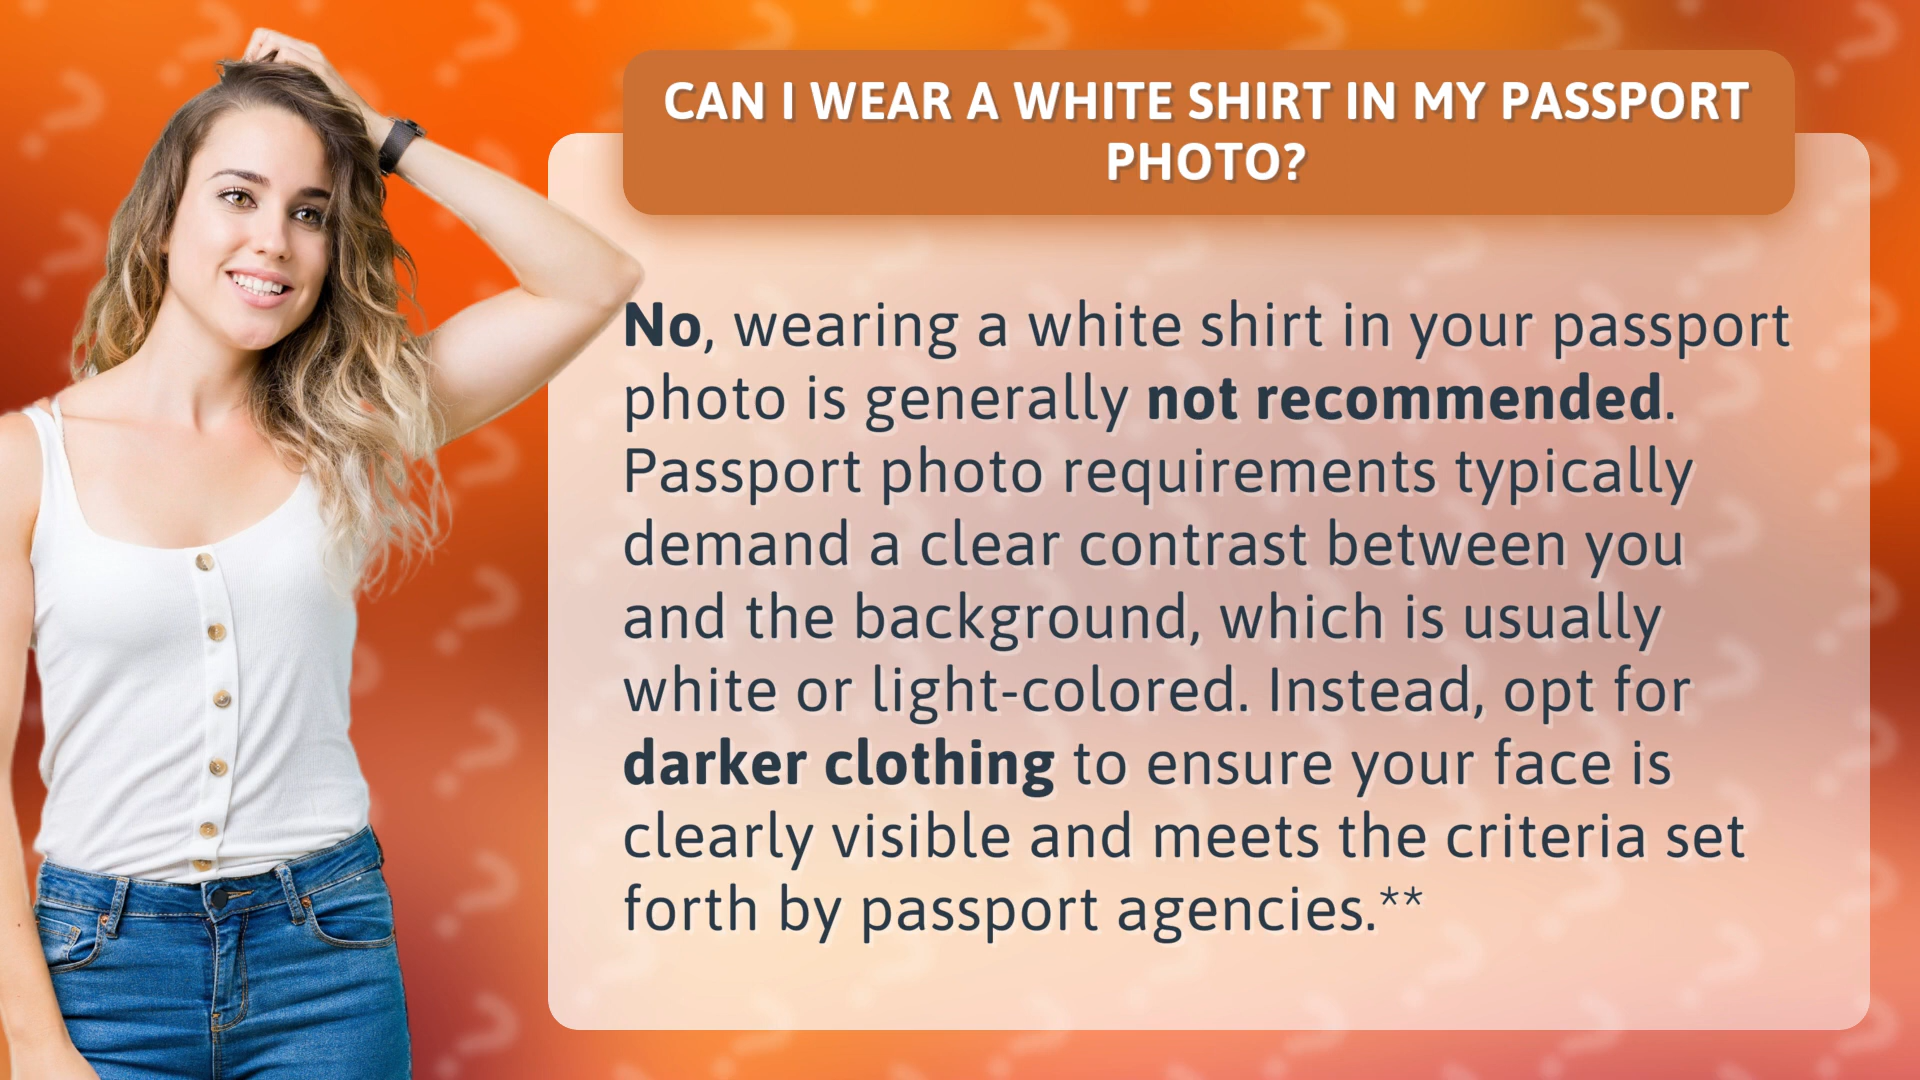 CAN I WEAR A WHITE SHIRT IN MY PASSPORT
PHOTO?
No, wearing a white shirt in your passport
photo is generally not recommended.
Passport photo requirements typically
demand a clear contrast between you
and the background, which is usually
white or light-colored. Instead, opt for
darker clothing to ensure your face is
clearly visible and meets the criteria set
forth by passport agencies.**